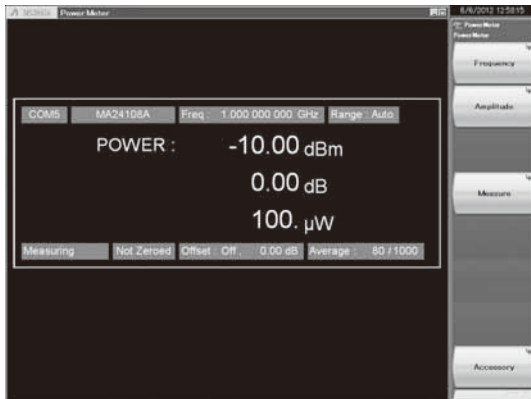 MS2690A Power Meter 6/6/2012 12:58:15
Power Meter
Power Meter
Frequency
Amplitude
COM5 MA24108A Freq : 1.000 000 000 GHz Range : Auto
POWER : -10.00 dBm
0.00 dB
Measure
100. µW
Measuring Not Zeroed Offset : Off , 0.00 dB Average : 80 / 1000
Accessory